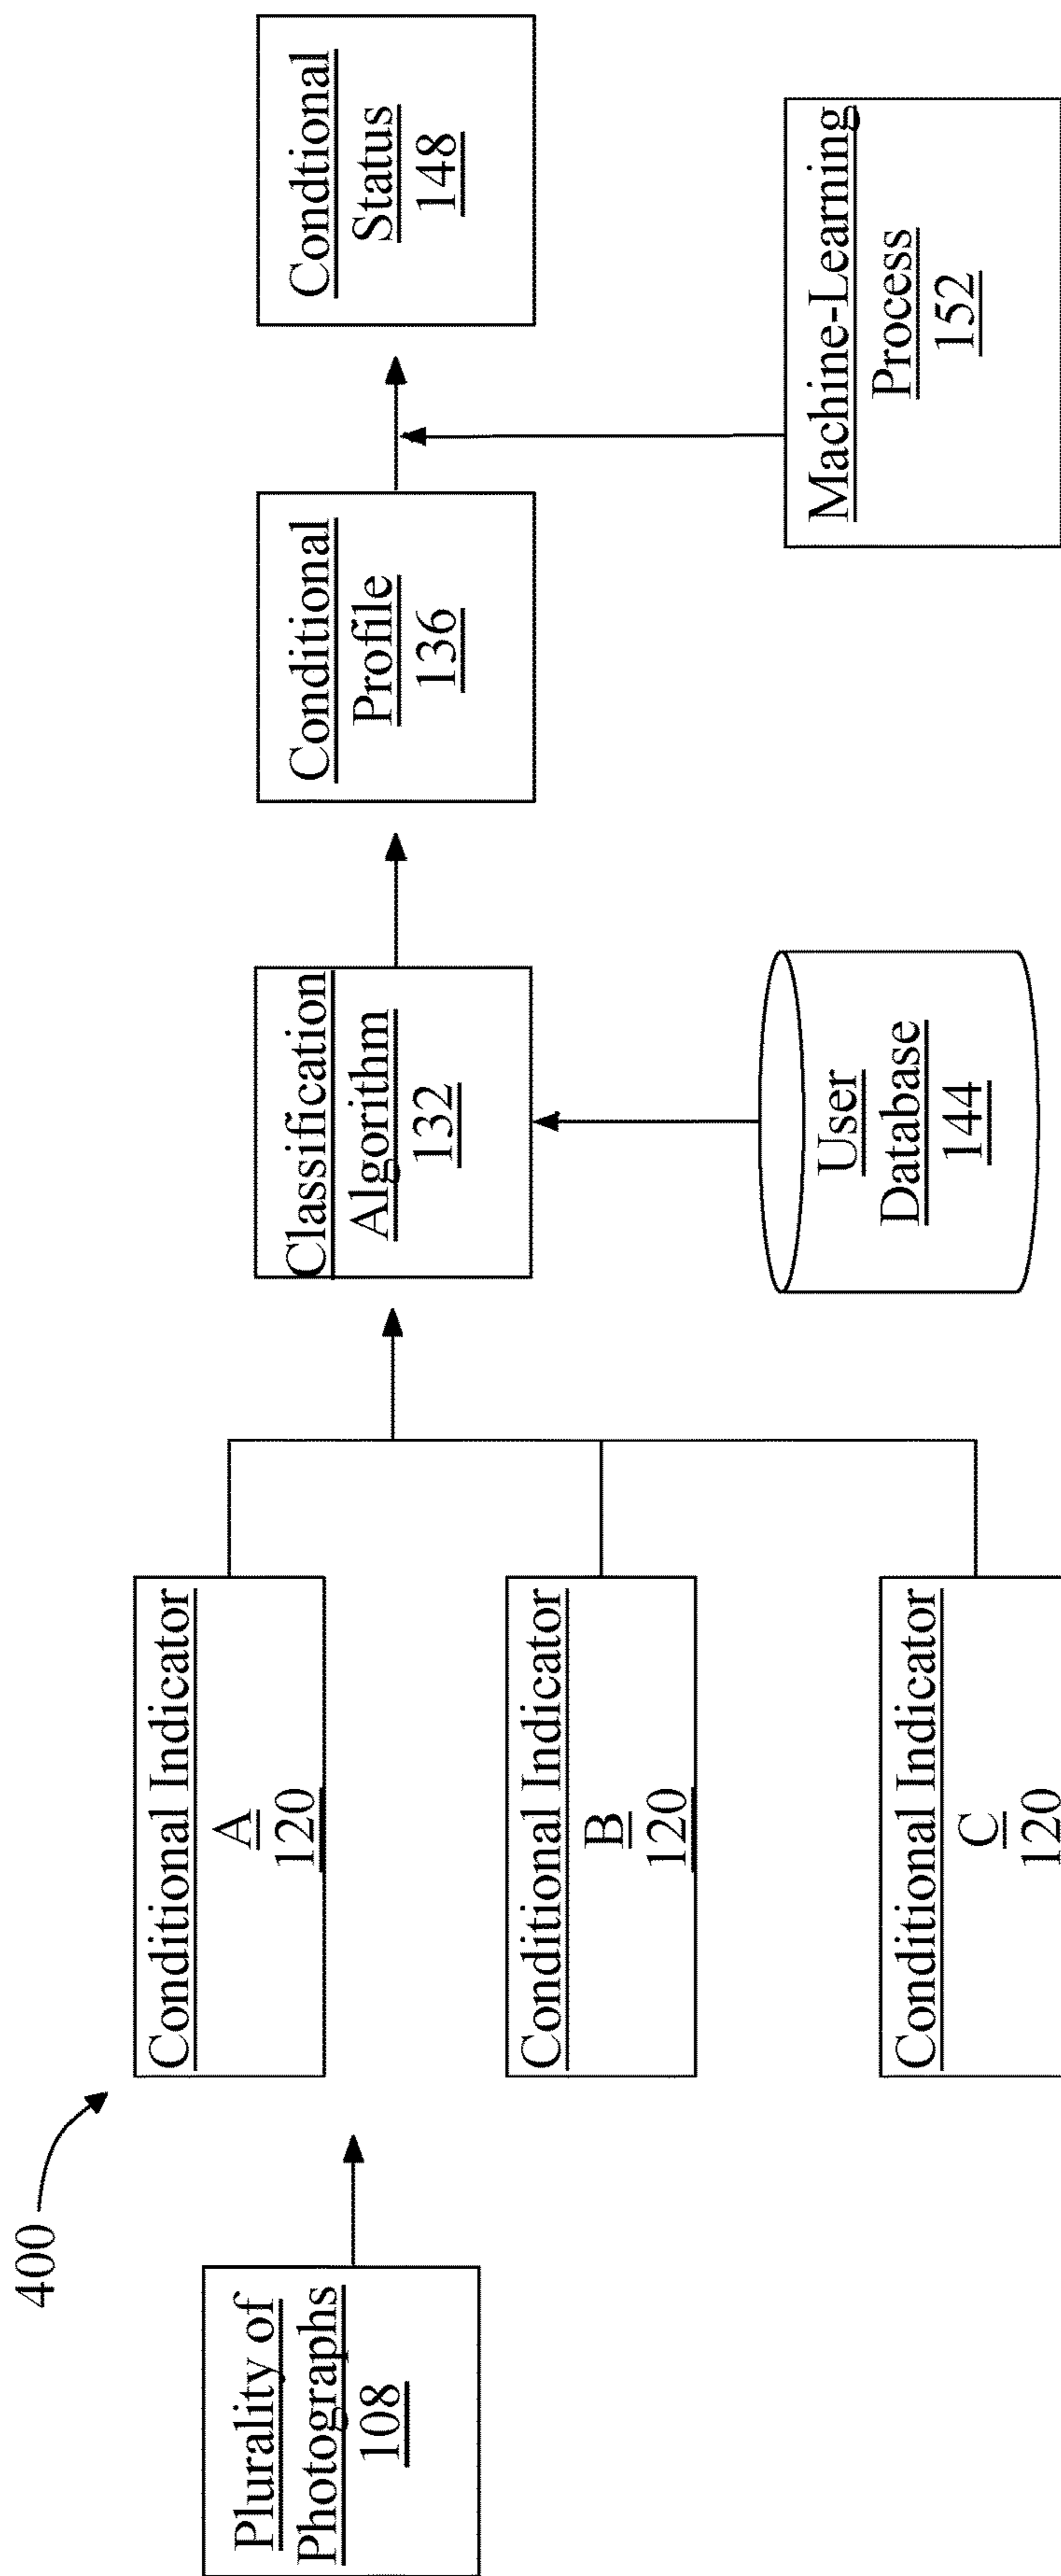 400
Plurality of
Photographs
108
Conditional Indicator
A
120
Conditional Indicator
B
120
Conditional Indicator
C
120
Classification
Algorithm
132
User
Database
144
Conditional
Profile
136
Condtional
Status
148
Machine-Learning
Process
152